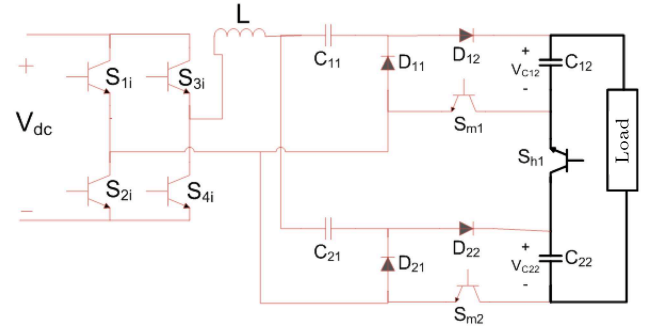 L
C11
D12
D11
+
VC12
-
C12
S1i
S3i
+
Vdc
-
Sm1
Sh1
Load
S2i
S4i
C21
D22
D21
+
VC22
-
C22
Sm2